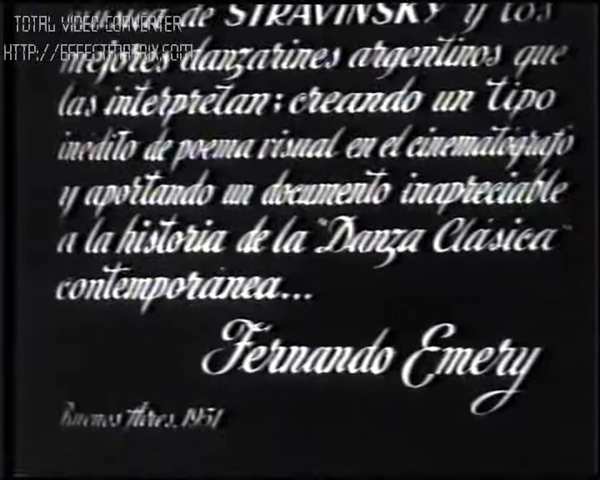 música de STRAVINSKY y los
TOTAL VIDEO CONVERTER
HTTP://EFFECTMATRIX.COM
mejores danzarines argentinos que
las interpretan; creando un tipo
inédito de poema visual en el cinematógrafo
y aportando un documento inapreciable
a la historia de la "Danza Clásica"
contemporánea...
Fernando Emery
Buenos Aires, 1951